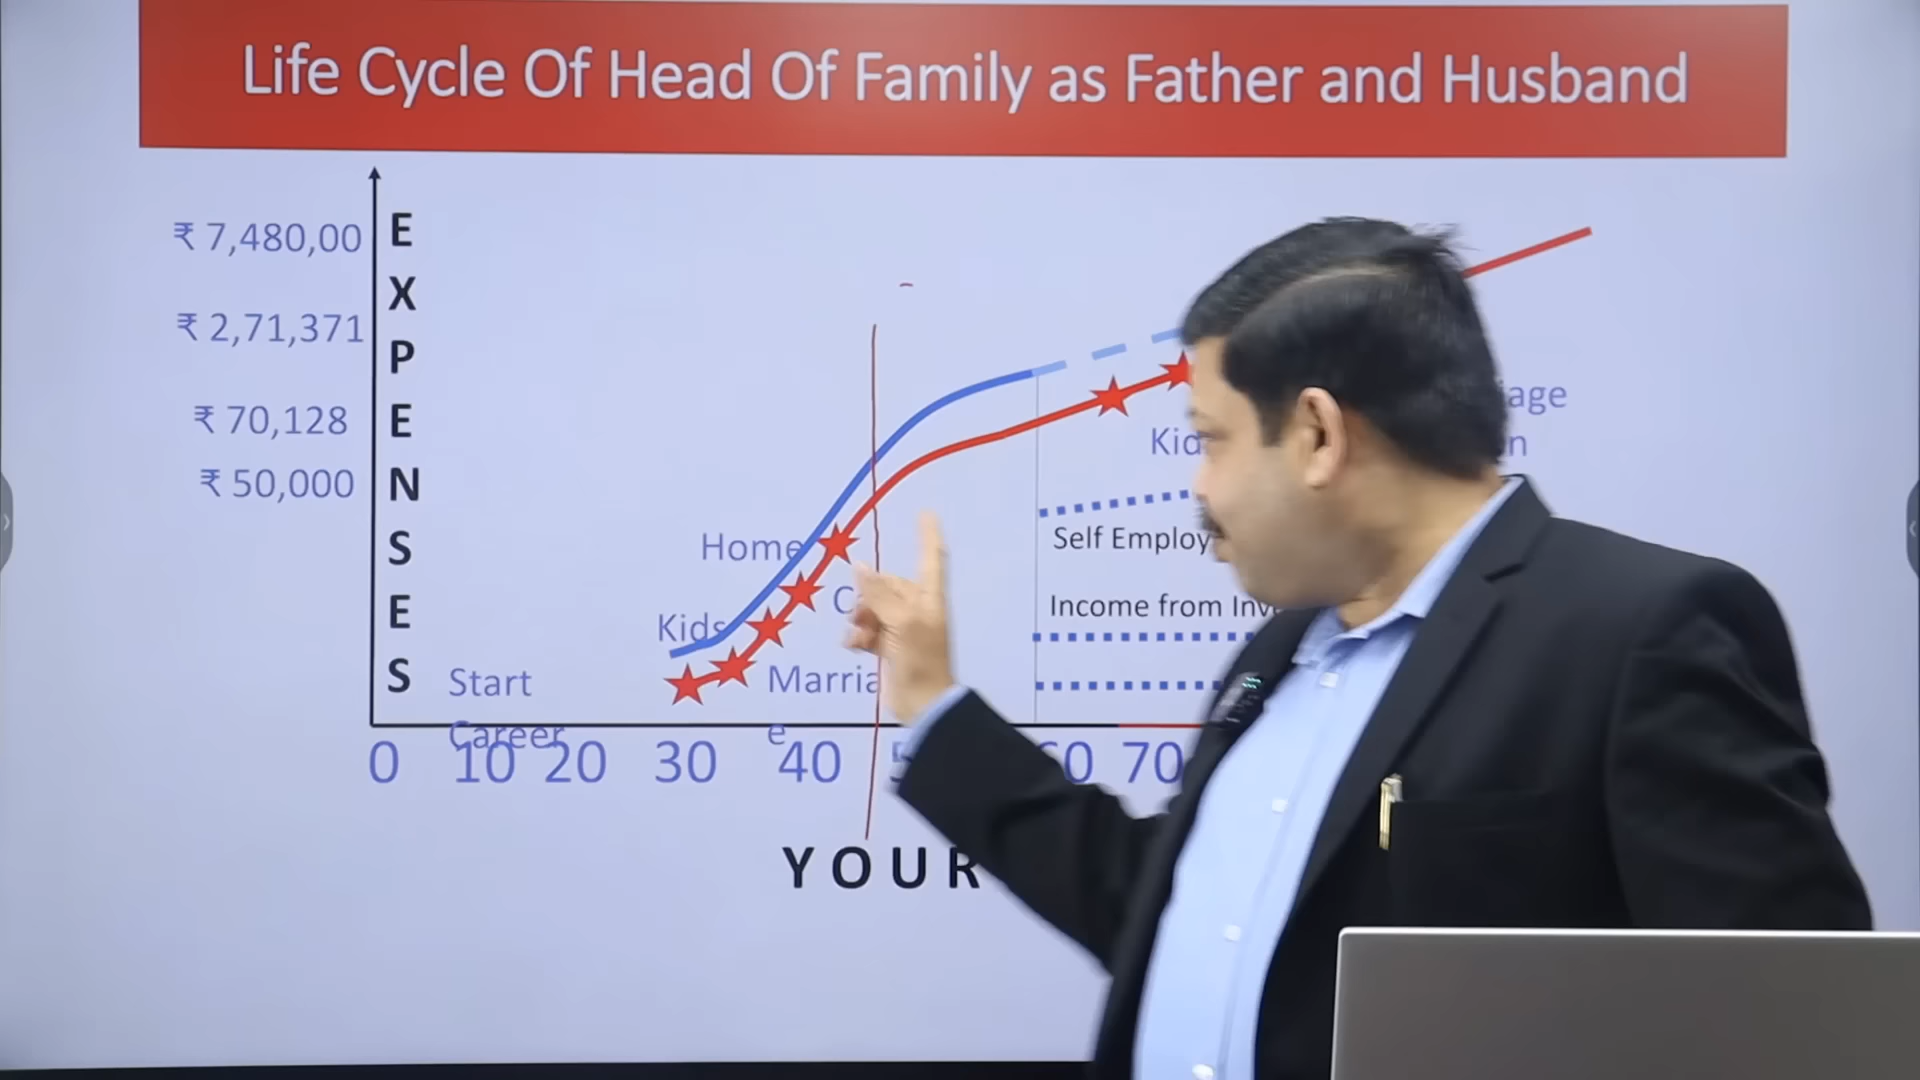 Life Cycle Of Head Of Family as Father and Husband
₹ 7,480,00
₹ 2,71,371
₹ 70,128
₹ 50,000
E
X
P
E
N
S
E
S
age
n
Kid
Self Employ
Home
Income from Inv
C
Kids
Start
Career
Marria
e
0 10 20 30 40 5 60 70
YOUR